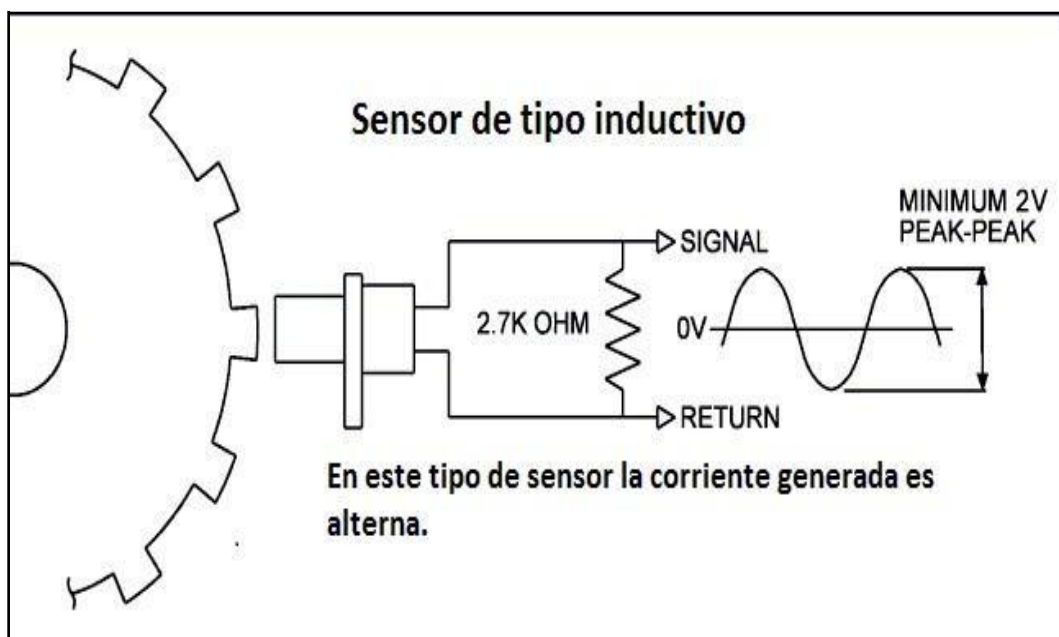 Sensor de tipo inductivo
MINIMUM 2V
PEAK-PEAK
SIGNAL
2.7K OHM
0V
RETURN
En este tipo de sensor la corriente generada es
alterna.